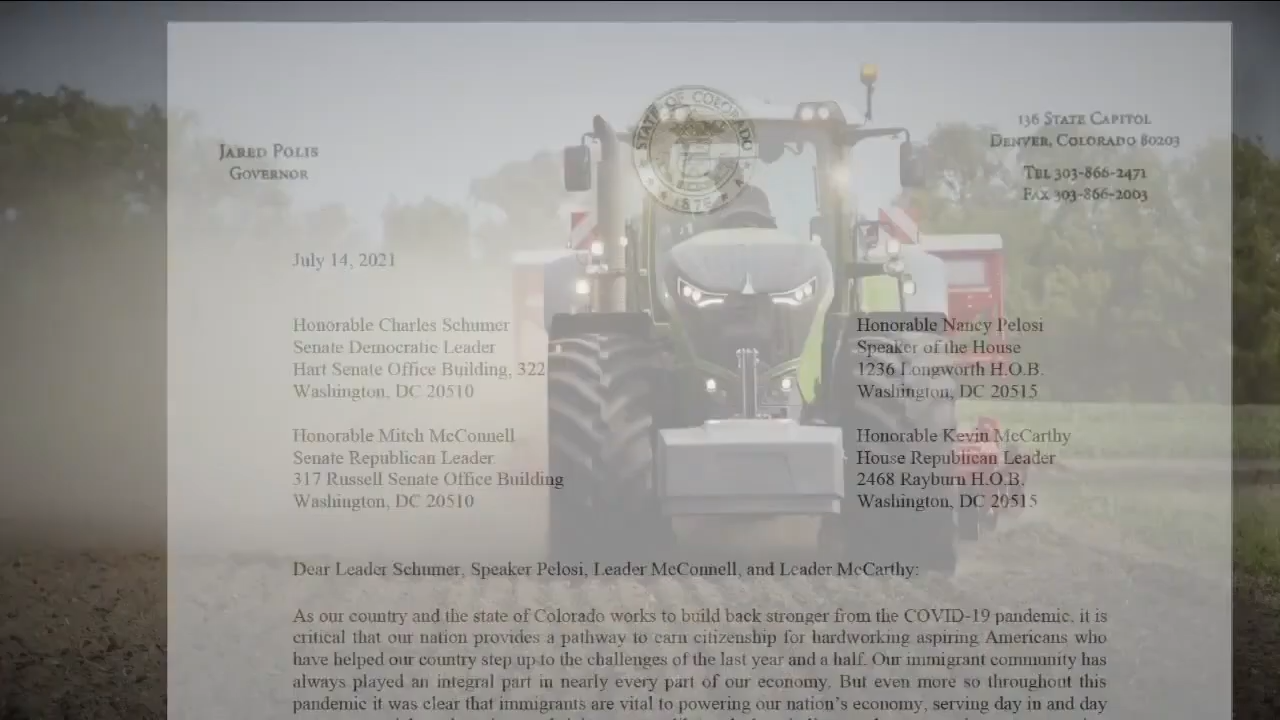 JARED POLIS
GOVERNOR
STATE OF COLORADO
1876
136 STATE CAPITOL
DENVER, COLORADO 80203
TEL 303-866-2471
FAX 303-866-2003
July 14, 2021
Honorable Charles Schumer
Senate Democratic Leader
Hart Senate Office Building, 322
Washington, DC 20510
Honorable Nancy Pelosi
Speaker of the House
1236 Longworth H.O.B.
Washington, DC 20515
Honorable Mitch McConnell
Senate Republican Leader
317 Russell Senate Office Building
Washington, DC 20510
Honorable Kevin McCarthy
House Republican Leader
2468 Rayburn H.O.B.
Washington, DC 20515
Dear Leader Schumer, Speaker Pelosi, Leader McConnell, and Leader McCarthy:
As our country and the state of Colorado works to build back stronger from the COVID-19 pandemic, it is
critical that our nation provides a pathway to earn citizenship for hardworking aspiring Americans who
have helped our country step up to the challenges of the last year and a half. Our immigrant community has
always played an integral part in nearly every part of our economy. But even more so throughout this
pandemic it was clear that immigrants are vital to powering our nation's economy, serving day in and day